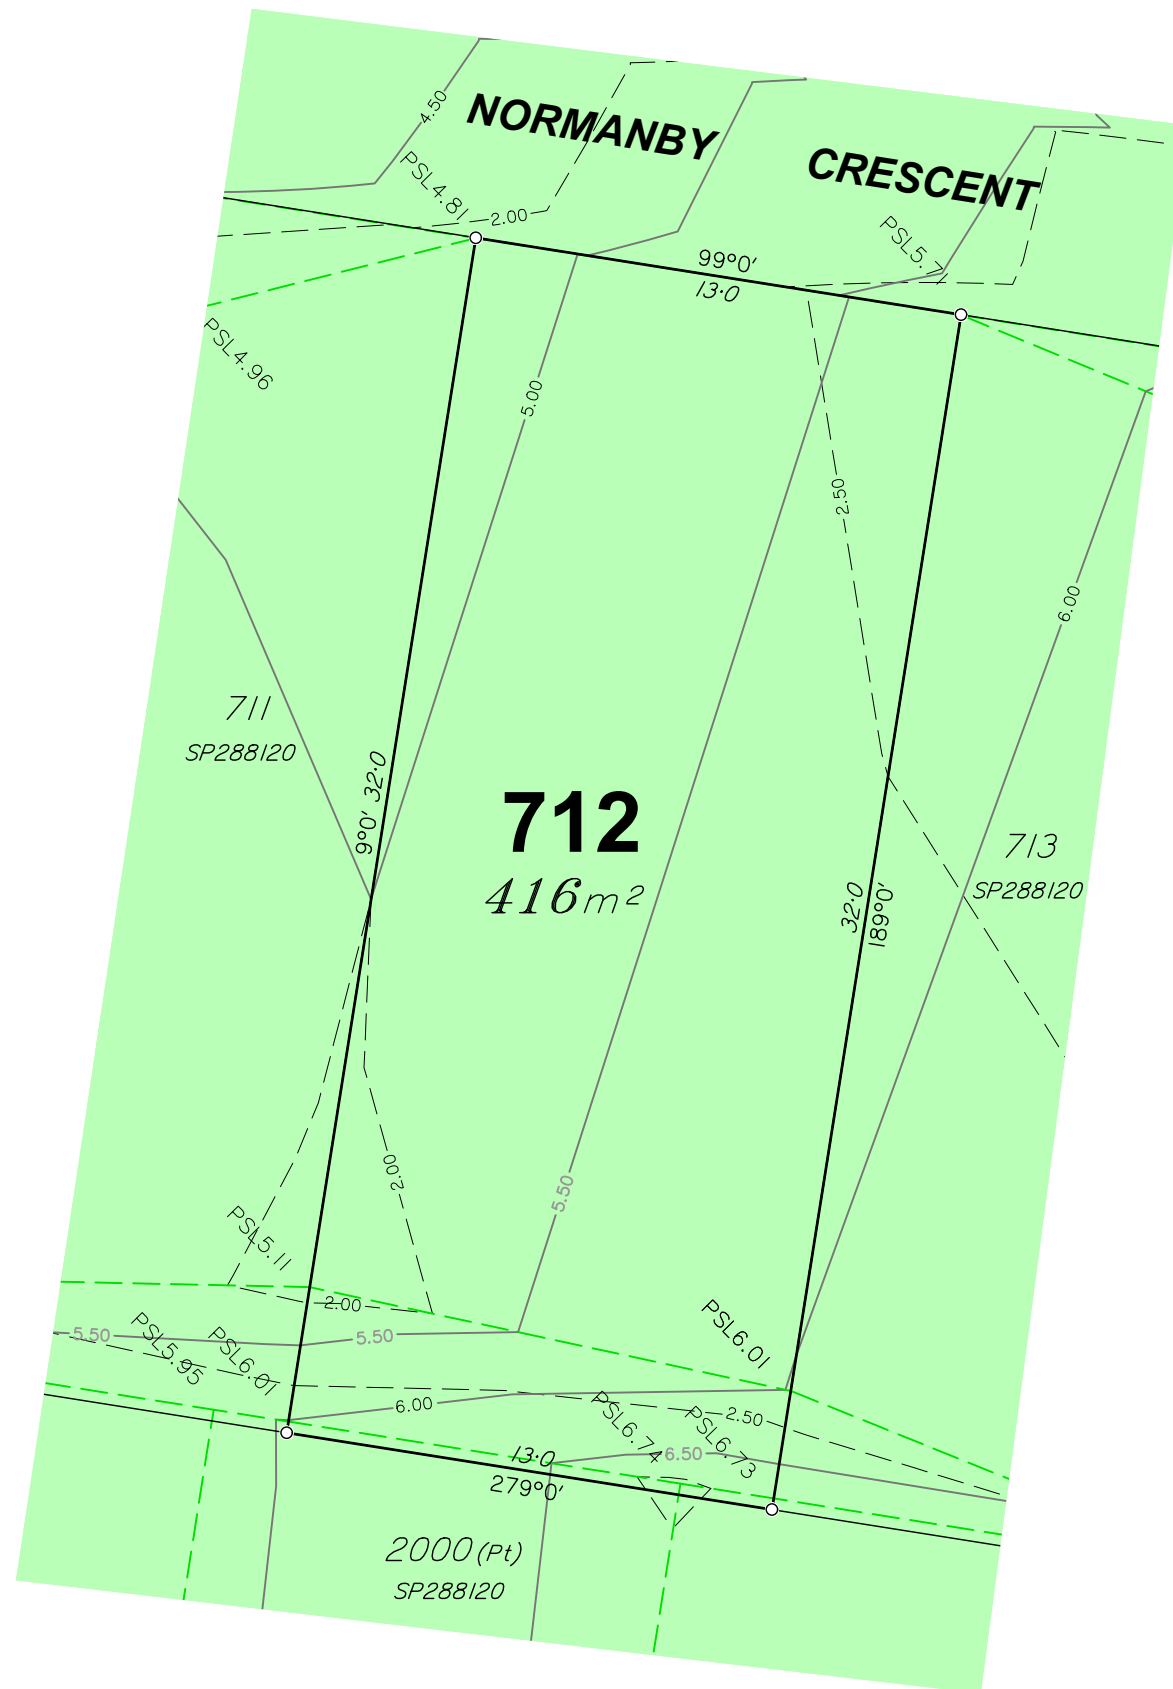 4.50
NORMANBY
CRESCENT
PSL4.81
2.00
PSL5.7
99°0′
13·0
PSL4.96
5.00
2.50
6.00
711
SP288120
9°0′ 32·0
712
416m²
713
SP288120
32·0
189°0′
2.00
5.50
PSL5.11
2.00
PSL6.01
5.50
PSL5.95
PSL6.01
5.50
6.00
PSL6.74
PSL6.73
2.50
6.50
13·0
279°0′
2000 (Pt)
SP288120